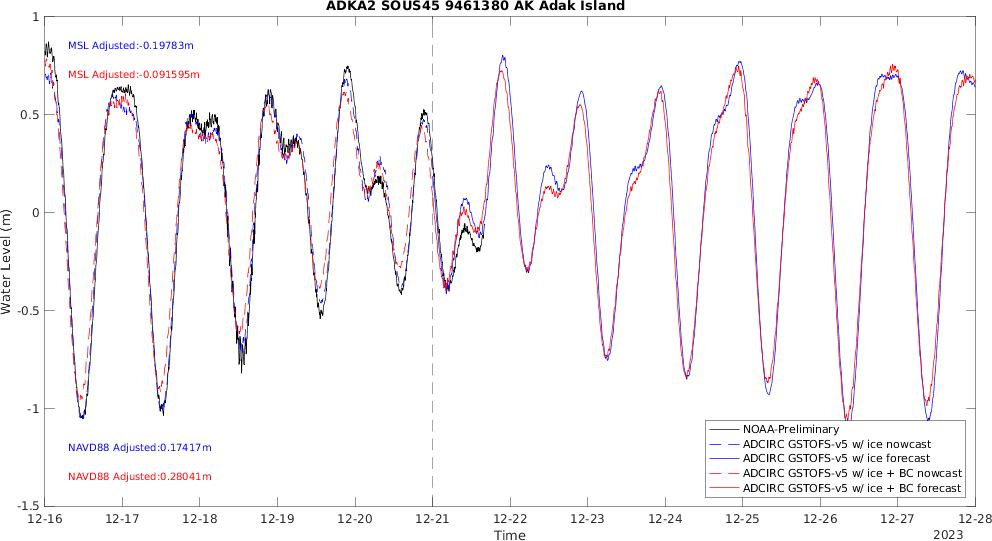 ADKA2 SOUS45 9461380 AK Adak Island
MSL Adjusted:-0.19783m
MSL Adjusted:-0.091595m
NAVD88 Adjusted:0.17417m
NAVD88 Adjusted:0.28041m
Water Level (m)
1
0.5
0
-0.5
-1
-1.5
NOAA-Preliminary
ADCIRC GSTOFS-v5 w/ ice nowcast
ADCIRC GSTOFS-v5 w/ ice forecast
ADCIRC GSTOFS-v5 w/ ice + BC nowcast
ADCIRC GSTOFS-v5 w/ ice + BC forecast
12-16 12-17 12-18 12-19 12-20 12-21 12-22 12-23 12-24 12-25 12-26 12-27 12-28
Time
2023